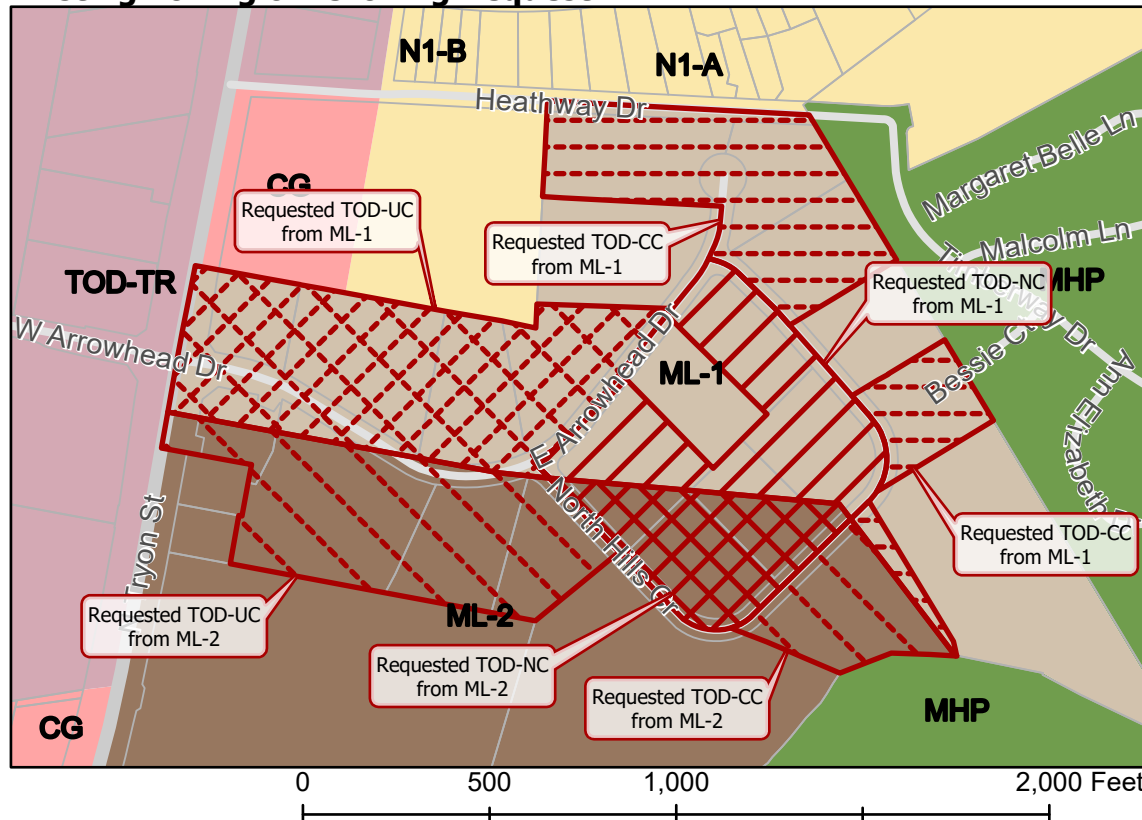 N1-B
N1-A
Heathway Dr
Margaret Belle Ln
CG
Requested TOD-UC
from ML-1
Requested TOD-CC
from ML-1
Malcolm Ln
TOD-TR
Requested TOD-NC
from ML-1
MHP
Timberway Dr
W Arrowhead Dr
ML-1
Bessie Ct
E Arrowhead Dr
Ann Elizabeth
North Hills Cr
Tryon St
Requested TOD-CC
from ML-1
Requested TOD-UC
from ML-2
ML-2
Requested TOD-NC
from ML-2
Requested TOD-CC
from ML-2
MHP
CG
0 500 1,000 2,000 Feet